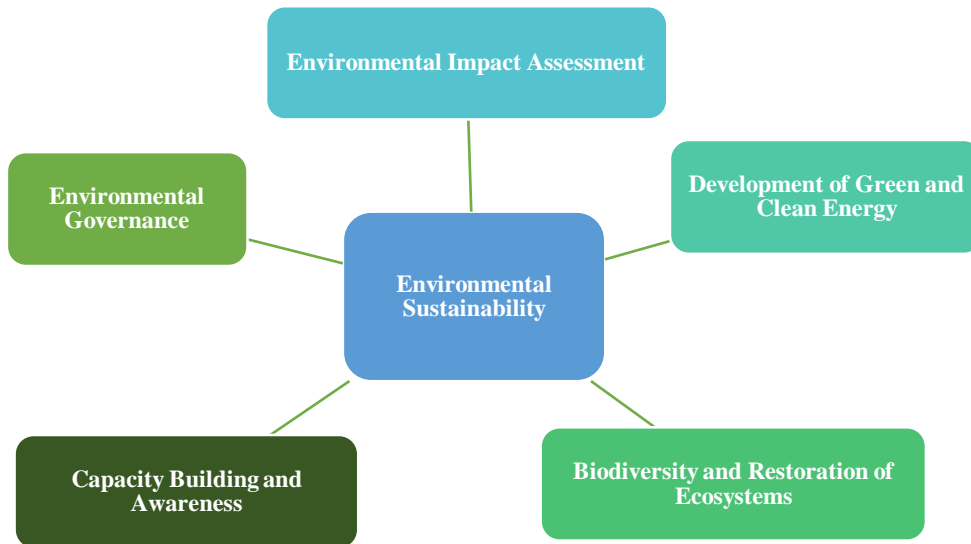 Environmental Impact Assessment
Environmental
Governance
Development of Green and
Clean Energy
Environmental
Sustainability
Capacity Building and
Awareness
Biodiversity and Restoration of
Ecosystems